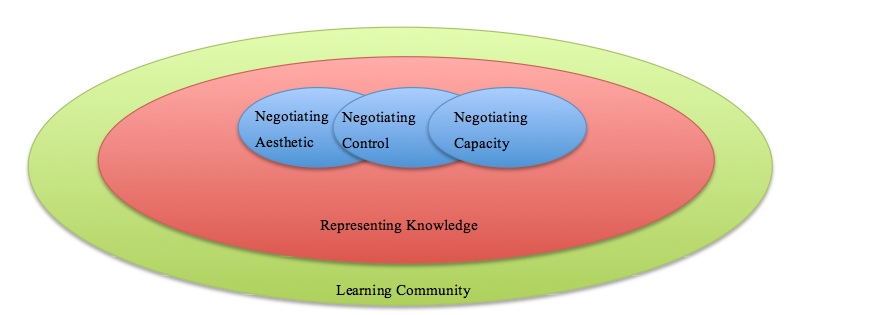 Negotiating
Aesthetic
Negotiating
Control
Negotiating
Capacity
Representing Knowledge
Learning Community